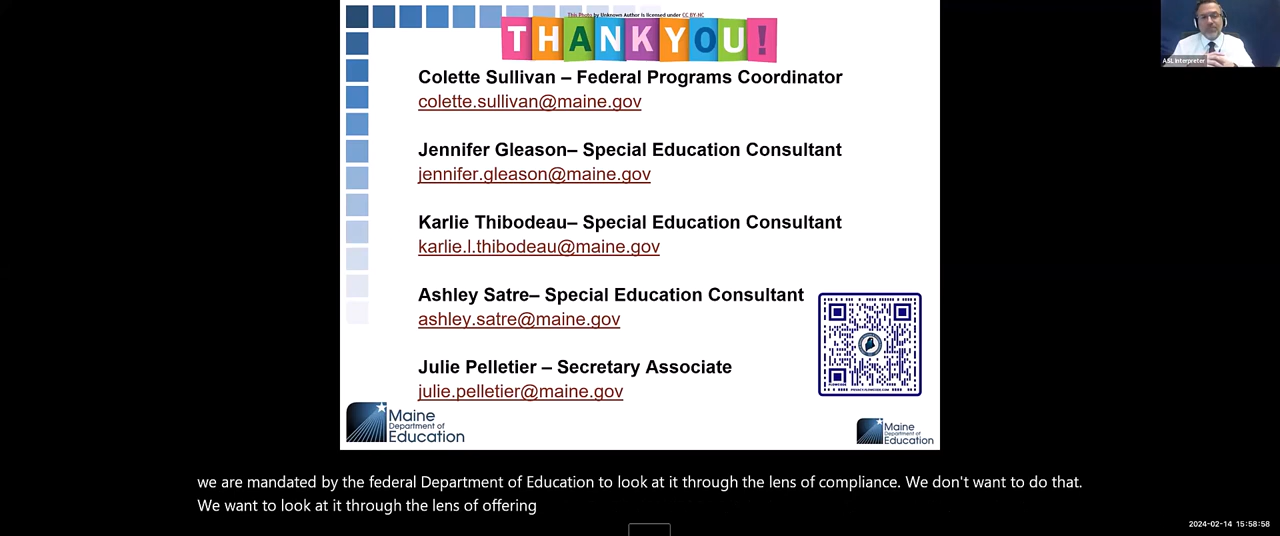 This Photo by Unknown Author is licensed under CC BY-NC
THANK YOU!
ASL Interpreter
Colette Sullivan – Federal Programs Coordinator
colette.sullivan@maine.gov
Jennifer Gleason– Special Education Consultant
jennifer.gleason@maine.gov
Karlie Thibodeau– Special Education Consultant
karlie.l.thibodeau@maine.gov
Ashley Satre– Special Education Consultant
ashley.satre@maine.gov
Julie Pelletier – Secretary Associate
julie.pelletier@maine.gov
Maine
Department of
Education
Maine
Department of
Education
we are mandated by the federal Department of Education to look at it through the lens of compliance. We don't want to do that.
We want to look at it through the lens of offering
2024-02-14 15:58:58